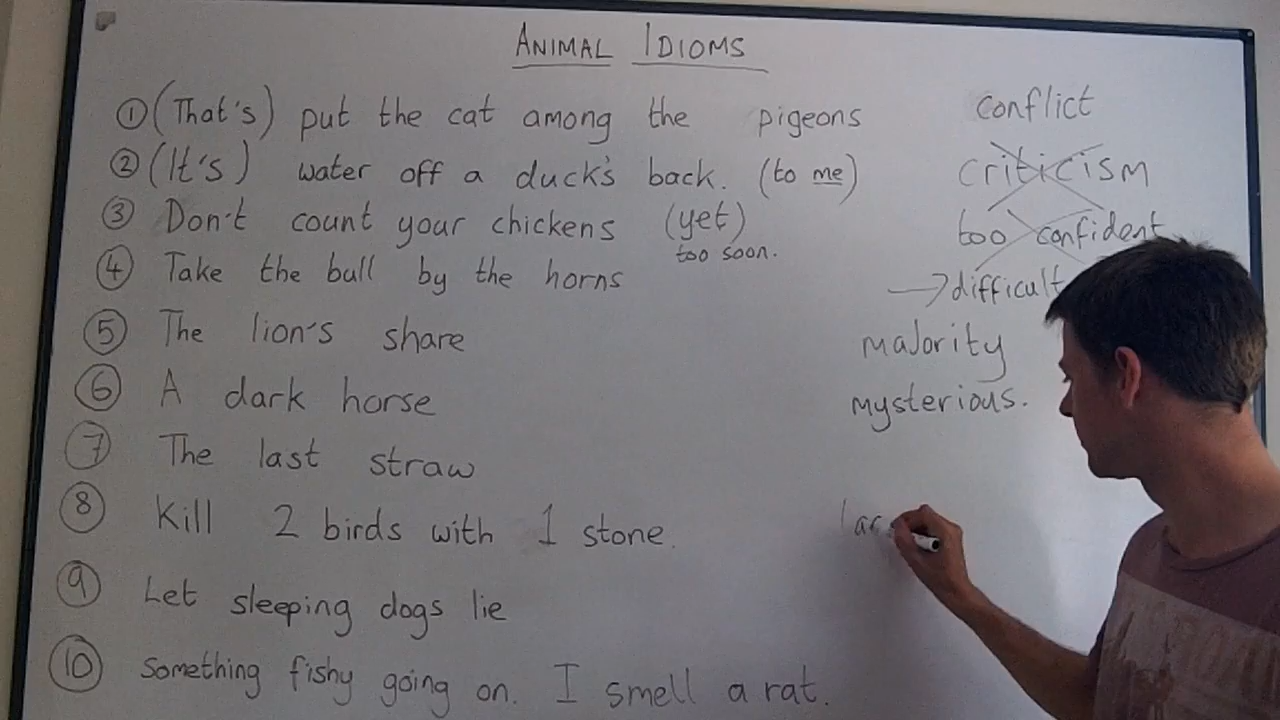 ANIMAL IDIOMS
① (That's) put the cat among the pigeons conflict
② (It's) water off a duck's back. (to me) criticism
③ Don't count your chickens (yet) too confident
too soon.
④ Take the bull by the horns → difficult
⑤ The lion's share majority
⑥ A dark horse mysterious.
⑦ The last straw
⑧ Kill 2 birds with 1 stone.
⑨ Let sleeping dogs lie
⑩ Something fishy going on. I smell a rat.